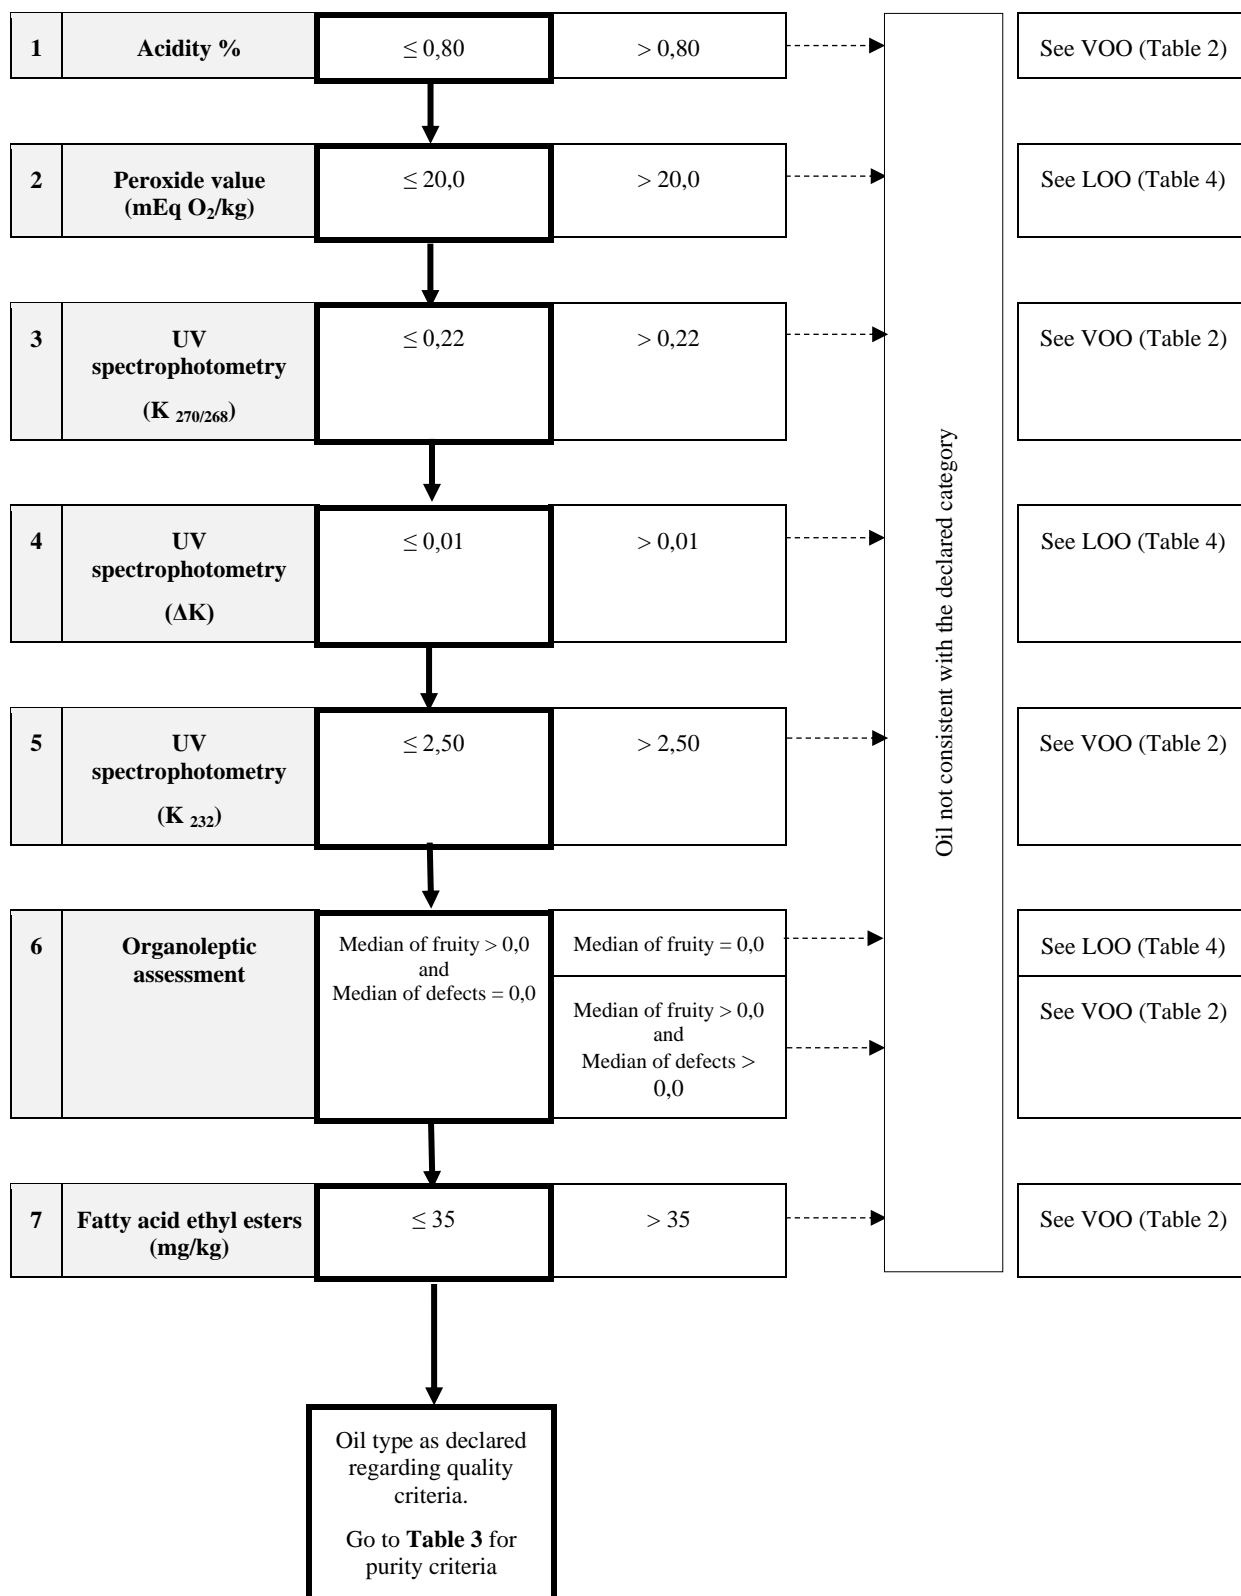 1 Acidity % ≤ 0,80 > 0,80 See VOO (Table 2)
2 Peroxide value ≤ 20,0 > 20,0 See LOO (Table 4)
(mEq O₂/kg)
3 UV ≤ 0,22 > 0,22 See VOO (Table 2)
spectrophotometry
(K 270/268)
4 UV ≤ 0,01 > 0,01 See LOO (Table 4)
spectrophotometry
(ΔK)
5 UV ≤ 2,50 > 2,50 See VOO (Table 2)
spectrophotometry
(K 232)
6 Organoleptic
assessment
Median of fruity > 0,0
and
Median of defects = 0,0
Median of fruity = 0,0
See LOO (Table 4)
Median of fruity > 0,0
and
Median of defects >
0,0
See VOO (Table 2)
7 Fatty acid ethyl esters ≤ 35 > 35 See VOO (Table 2)
(mg/kg)
Oil not consistent with the declared category
Oil type as declared
regarding quality
criteria.
Go to Table 3 for
purity criteria